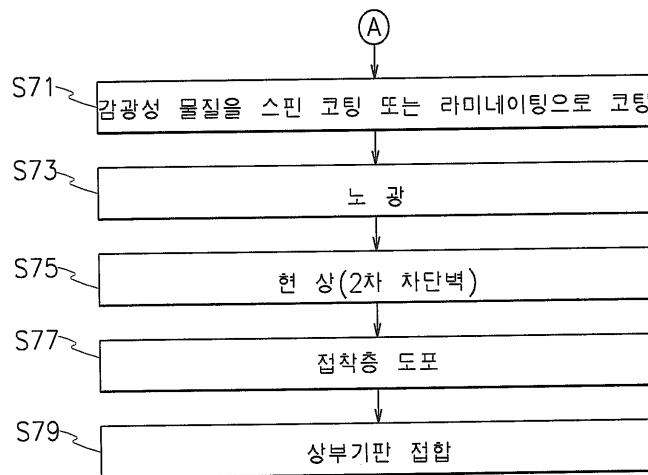 A
S71
감광성 물질을 스핀 코팅 또는 라미네이팅으로 코팅
S73
노 광
S75
현 상(2차 차단벽)
S77
접착층 도포
S79
상부기판 접합